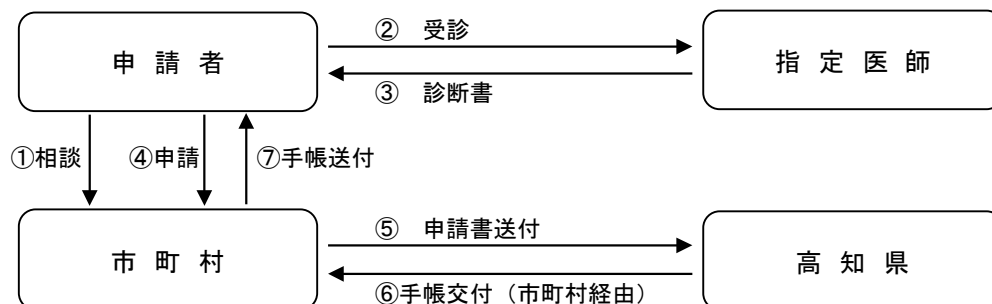 ② 受診
申 請 者
指 定 医 師
③ 診断書
①相談
④申請
⑦手帳送付
⑤ 申請書送付
市 町 村
高 知 県
⑥手帳交付（市町村経由）